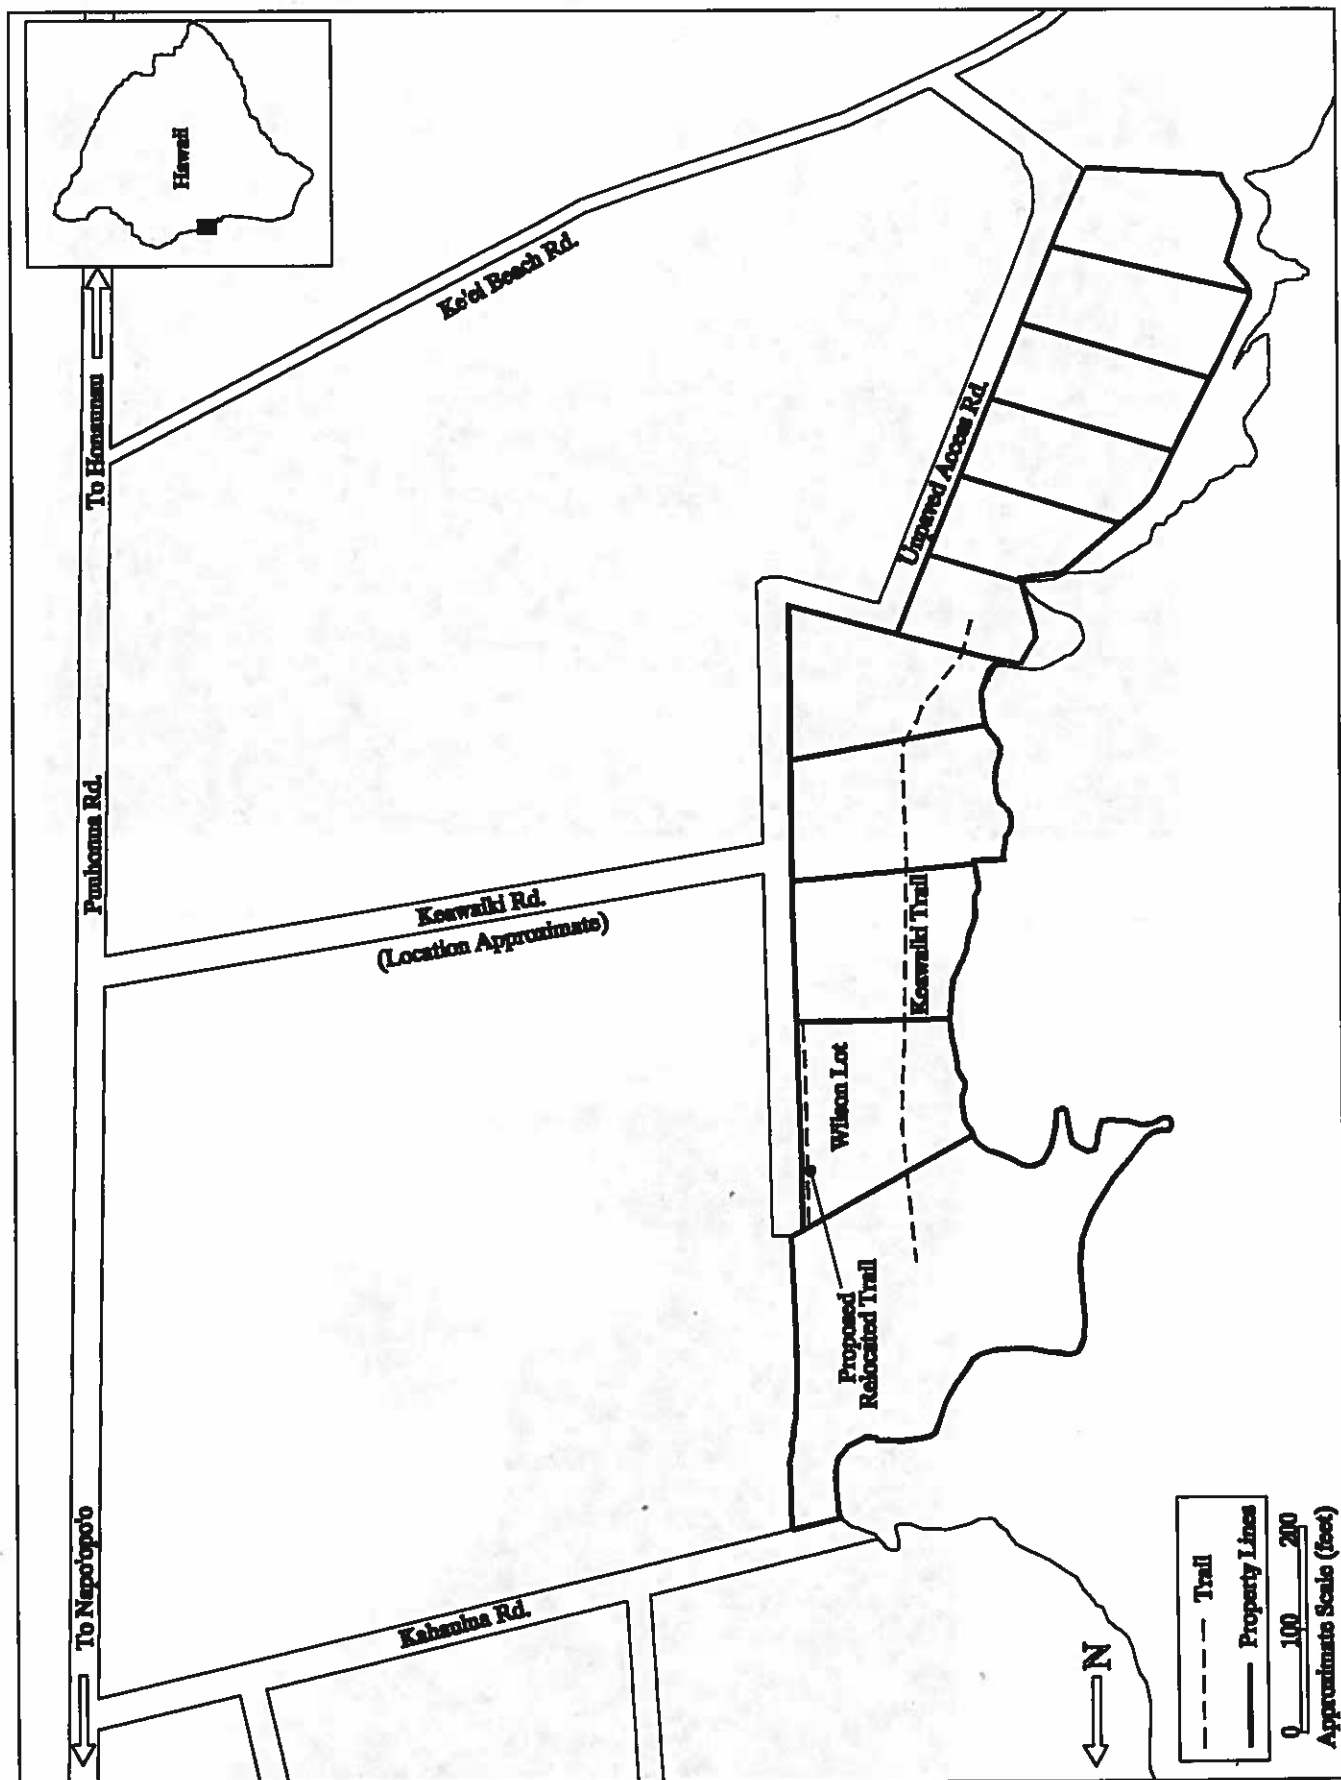 Hawaii
To Napo'opo'o
Puuhonua Rd.
To Honaunau
Ke'ei Beach Rd.
Keawaiki Rd.
(Location Approximate)
Kahauloa Rd.
Unpaved Access Rd.
Keawaiki Trail
Wilson Lot
Proposed
Relocated Trail
N
Trail
Property Lines
0 100 200
Approximate Scale (feet)